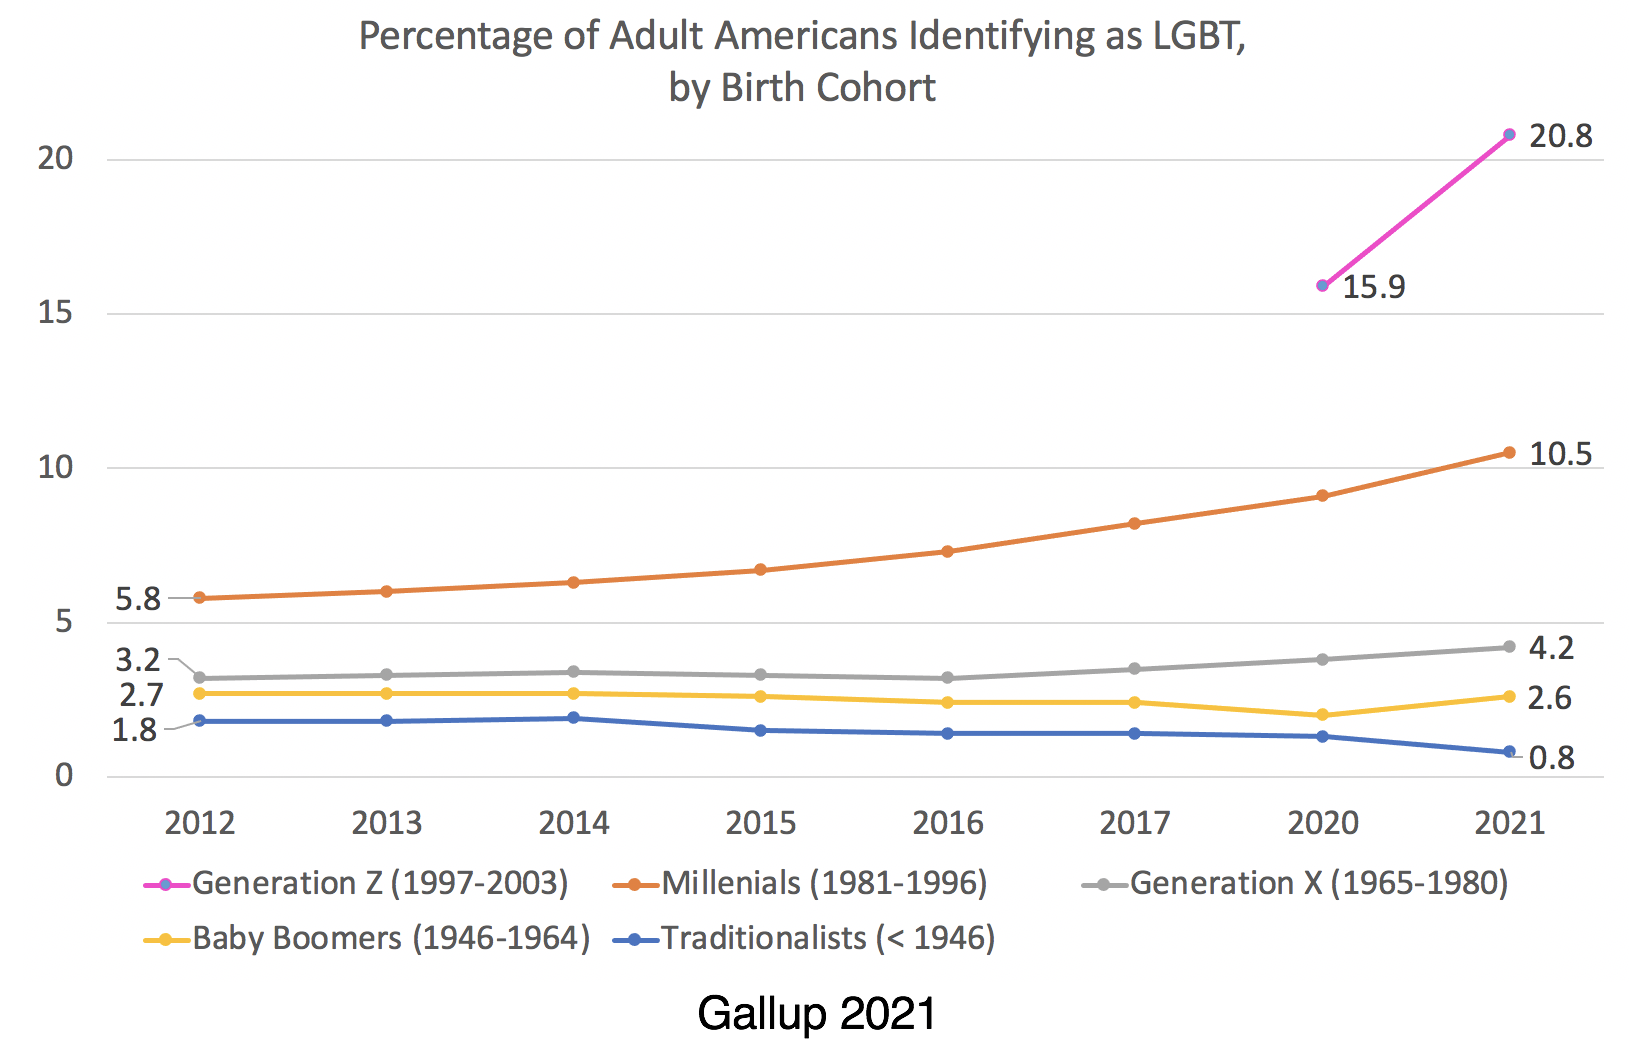 Percentage of Adult Americans Identifying as LGBT,
by Birth Cohort
20.8
20
15.9
15
10.5
10
5.8
5
4.2
3.2
2.7
2.6
1.8
0.8
0
2012 2013 2014 2015 2016 2017 2020 2021
Generation Z (1997-2003) Millenials (1981-1996) Generation X (1965-1980)
Baby Boomers (1946-1964) Traditionalists (< 1946)
Gallup 2021